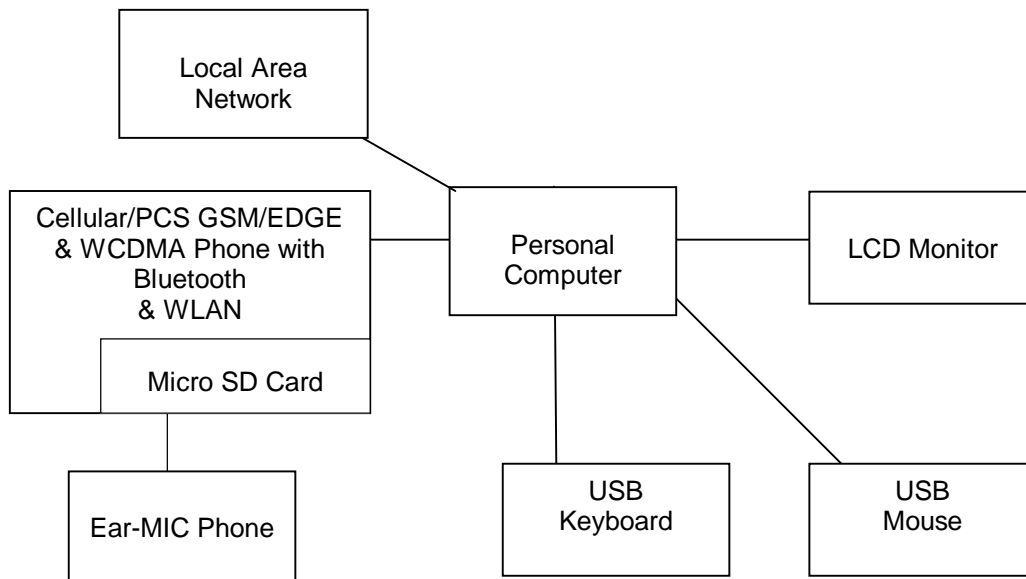 Local Area
Network
Cellular/PCS GSM/EDGE
& WCDMA Phone with
Bluetooth
& WLAN
Personal
Computer
LCD Monitor
Micro SD Card
Ear-MIC Phone
USB
Keyboard
USB
Mouse